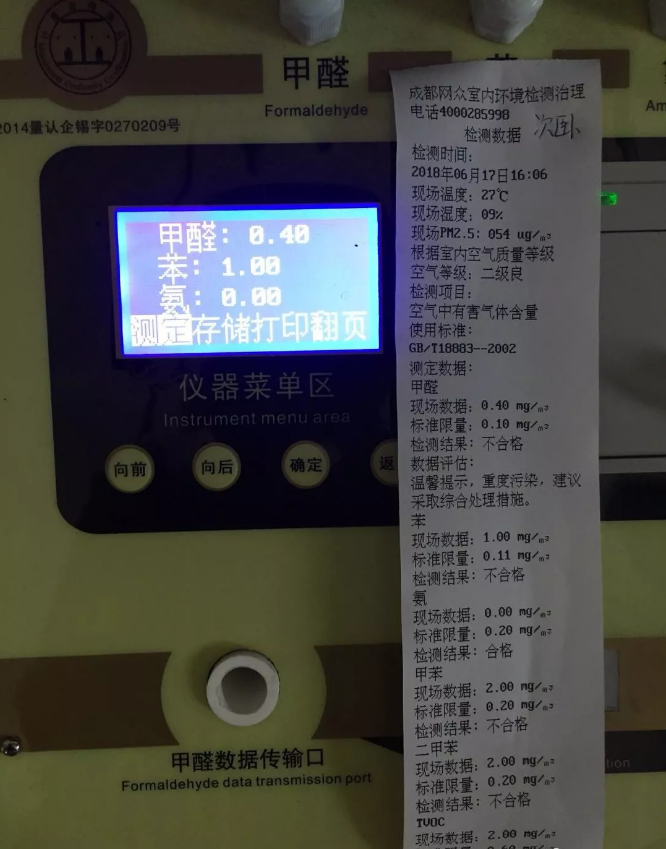 甲醛
Formaldehyde
2014量认企锡字0270209号
甲醛: 0.40
苯: 1.00
氨: 0.00
测定存储打印翻页
仪器菜单区
Instrument menu area
向前
向后
确定
返
甲醛数据传输口
Formaldehyde data transmission port
成都网众室内环境检测治理
电话4000285998
检测数据 次卧
检测时间:
2018年06月17日16:06
现场温度: 27℃
现场湿度: 09%
现场PM2.5: 054 ug/m³
根据室内空气质量等级
空气等级: 二级良
检测项目:
空气中有害气体含量
使用标准:
GB/T18883--2002
测定数据:
甲醛
现场数据: 0.40 mg/m³
标准限量: 0.10 mg/m³
检测结果: 不合格
数据评估:
温馨提示, 重度污染, 建议
采取综合处理措施。
苯
现场数据: 1.00 mg/m³
标准限量: 0.11 mg/m³
检测结果: 不合格
氨
现场数据: 0.00 mg/m³
标准限量: 0.20 mg/m³
检测结果: 合格
甲苯
现场数据: 2.00 mg/m³
标准限量: 0.20 mg/m³
检测结果: 不合格
二甲苯
现场数据: 2.00 mg/m³
标准限量: 0.20 mg/m³
检测结果: 不合格
TVOC
现场数据: 2.00 mg/m³
Am
tion